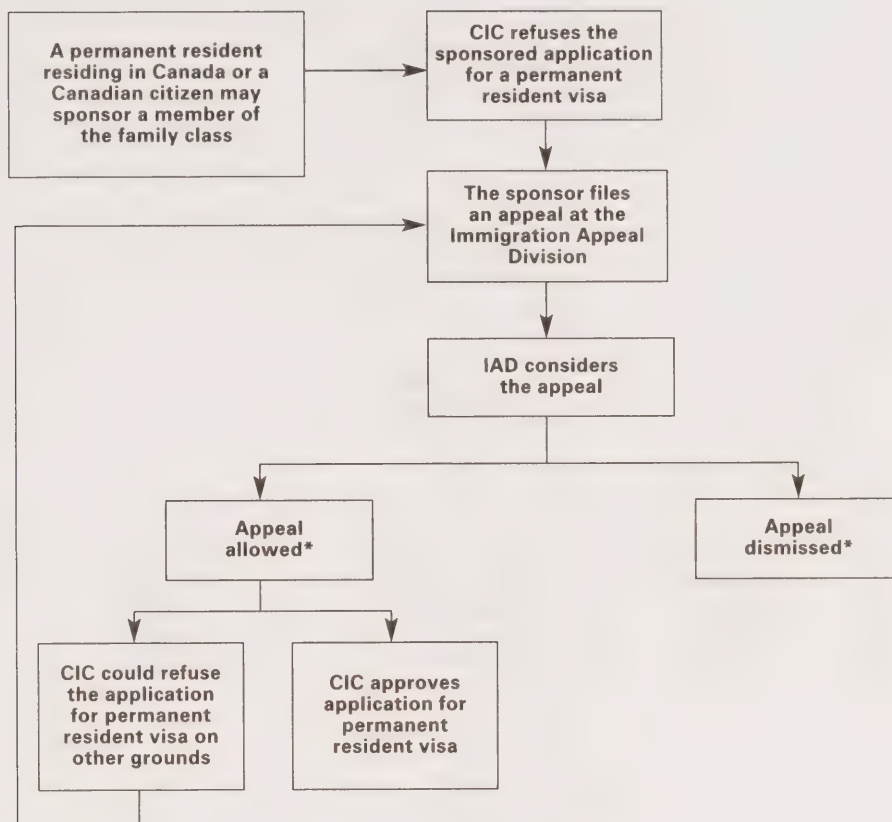 A permanent resident
residing in Canada or a
Canadian citizen may
sponsor a member of
the family class
CIC refuses the
sponsored application
for a permanent
resident visa
The sponsor files
an appeal at the
Immigration Appeal
Division
IAD considers
the appeal
Appeal
allowed*
Appeal
dismissed*
CIC could refuse
the application
for permanent
resident visa on
other grounds
CIC approves
application for
permanent
resident visa